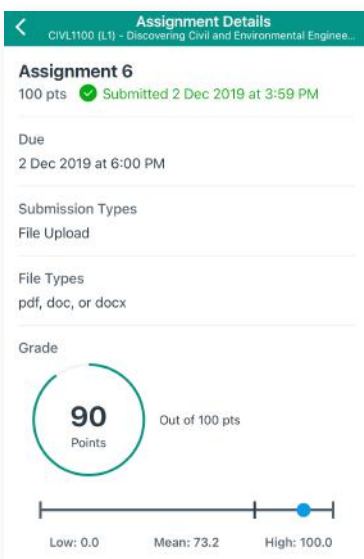 Assignment Details
CIVL1100 (L1) - Discovering Civil and Environmental Enginee...
Assignment 6
100 pts Submitted 2 Dec 2019 at 3:59 PM
Due
2 Dec 2019 at 6:00 PM
Submission Types
File Upload
File Types
pdf, doc, or docx
Grade
90
Points
Out of 100 pts
Low: 0.0 Mean: 73.2 High: 100.0